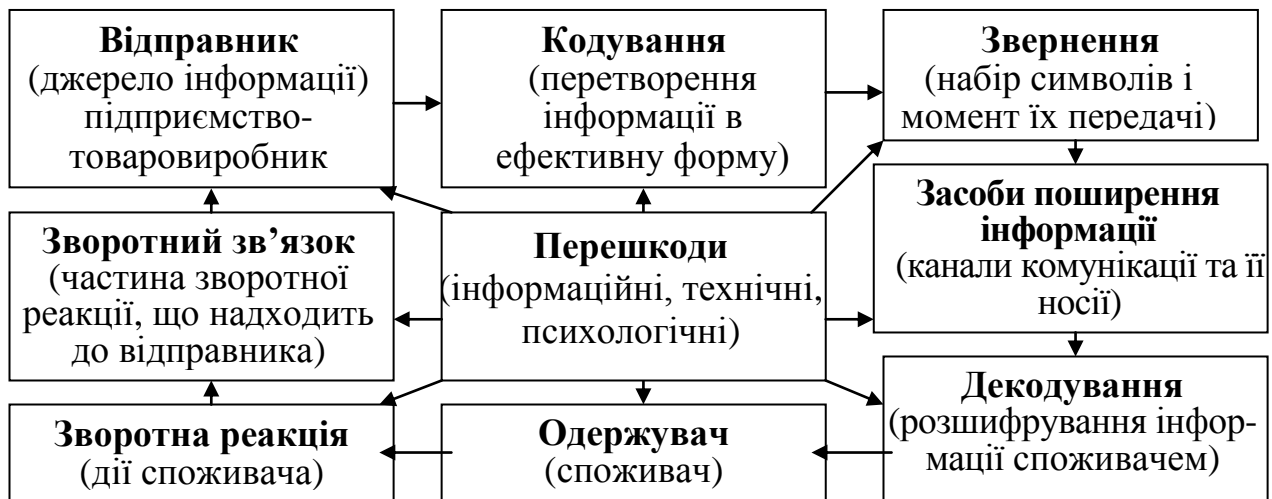 Відправник
(джерело інформації)
підприємство-
товаровиробник
Кодування
(перетворення
інформації в
ефективну форму)
Звернення
(набір символів і
момент їх передачі)
Зворотний зв’язок
(частина зворотної
реакції, що надходить
до відправника)
Перешкоди
(інформаційні, технічні,
психологічні)
Засоби поширення
інформації
(канали комунікації та її
носії)
Зворотна реакція
(дії споживача)
Одержувач
(споживач)
Декодування
(розшифрування інфор-
мації споживачем)